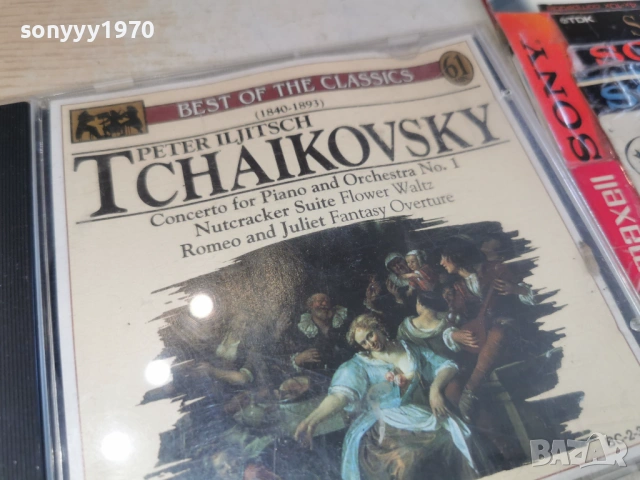 sonyyy1970
BEST OF THE CLASSICS
61
(1840-1893)
PETER ILJITSCH
TCHAIKOVSKY
Concerto for Piano and Orchestra No. 1
Nutcracker Suite Flower Waltz
Romeo and Juliet Fantasy Overture
TDK
SONY
maxell
BAZAR